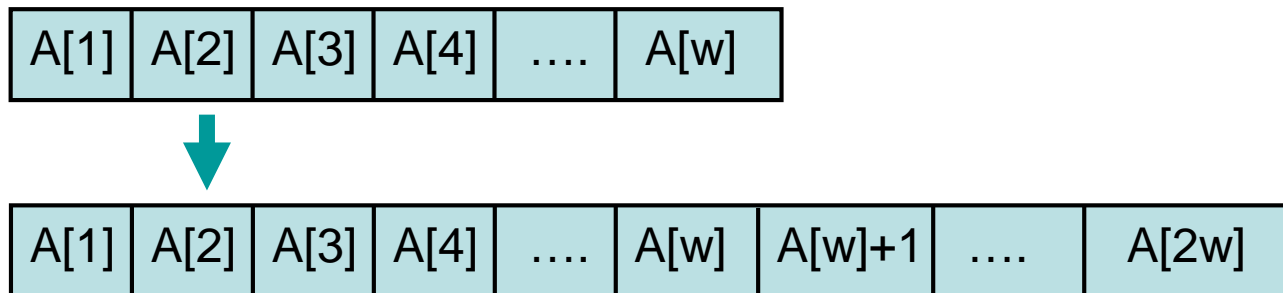 A[1] A[2] A[3] A[4] .... A[w]
A[1] A[2] A[3] A[4] .... A[w] A[w]+1 .... A[2w]